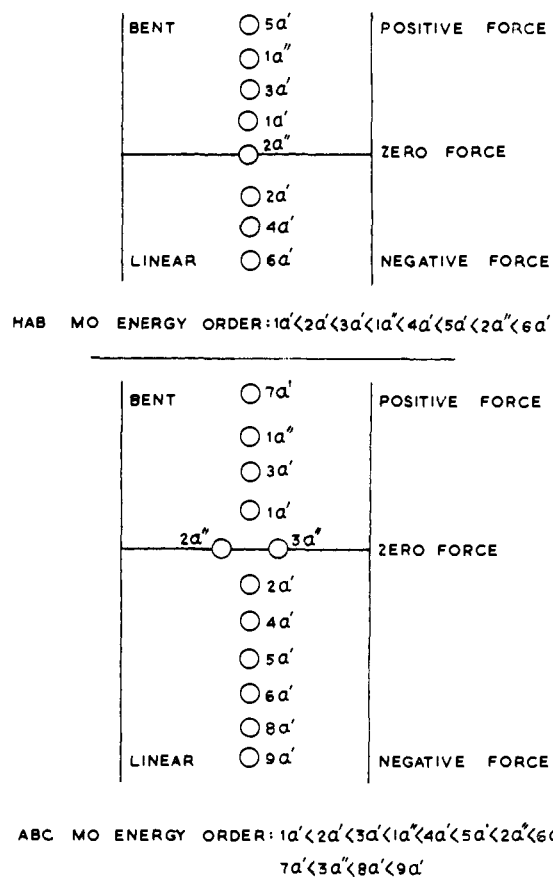 BENT 5a′ POSITIVE FORCE
1a″
3a′
1a′
2a″ ZERO FORCE
2a′
4a′
LINEAR 6a′ NEGATIVE FORCE
HAB MO ENERGY ORDER: 1a′<2a′<3a′<1a″<4a′<5a′<2a″<6a′
BENT 7a′ POSITIVE FORCE
1a″
3a′
1a′
2a″ 3a″ ZERO FORCE
2a′
4a′
5a′
6a′
8a′
LINEAR 9a′ NEGATIVE FORCE
ABC MO ENERGY ORDER: 1a′<2a′<3a′<1a″<4a′<5a′<2a″<6a
7a′<3a″<8a′<9a′